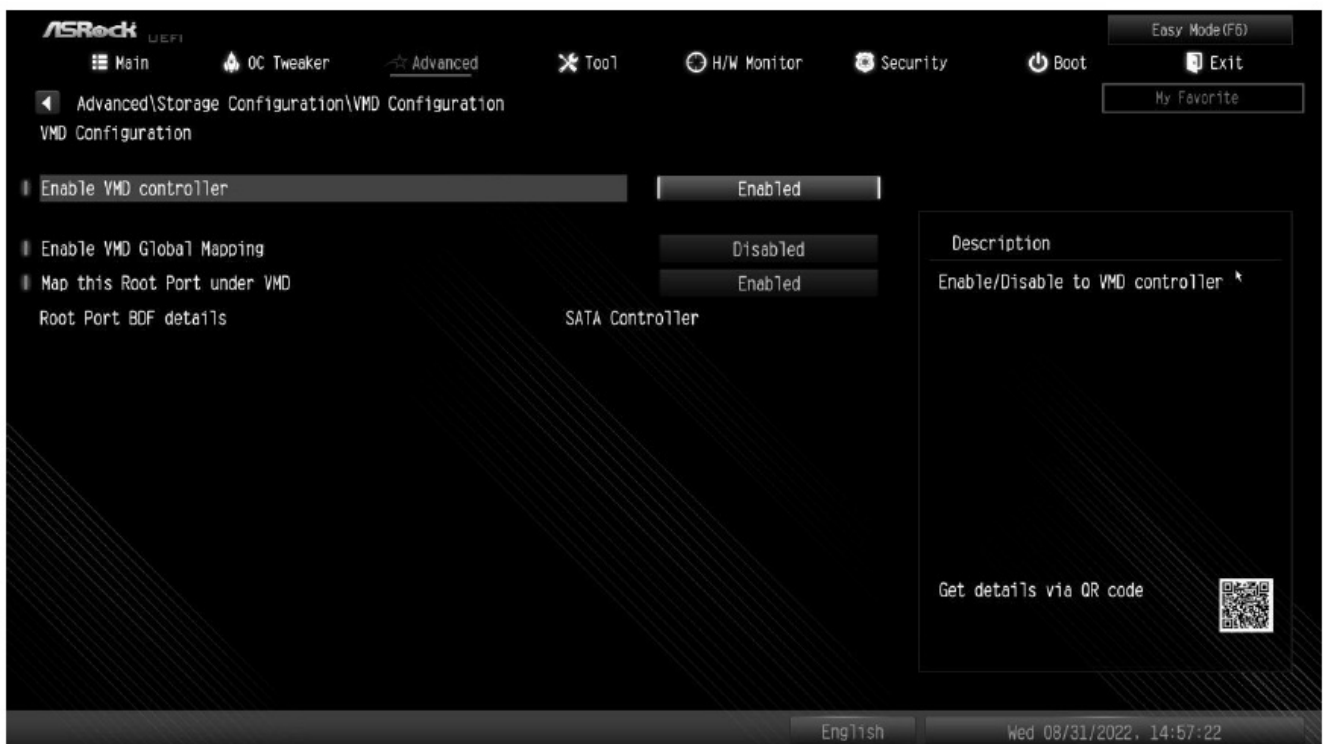 ASRock UEFI
Easy Mode(F6)
Main OC Tweaker Advanced Tool H/W Monitor Security Boot Exit
Advanced\Storage Configuration\VMD Configuration
My Favorite
VMD Configuration
Enable VMD controller Enabled
Enable VMD Global Mapping Disabled
Map this Root Port under VMD Enabled
Root Port BDF details SATA Controller
Description
Enable/Disable to VMD controller
Get details via QR code
English Wed 08/31/2022, 14:57:22